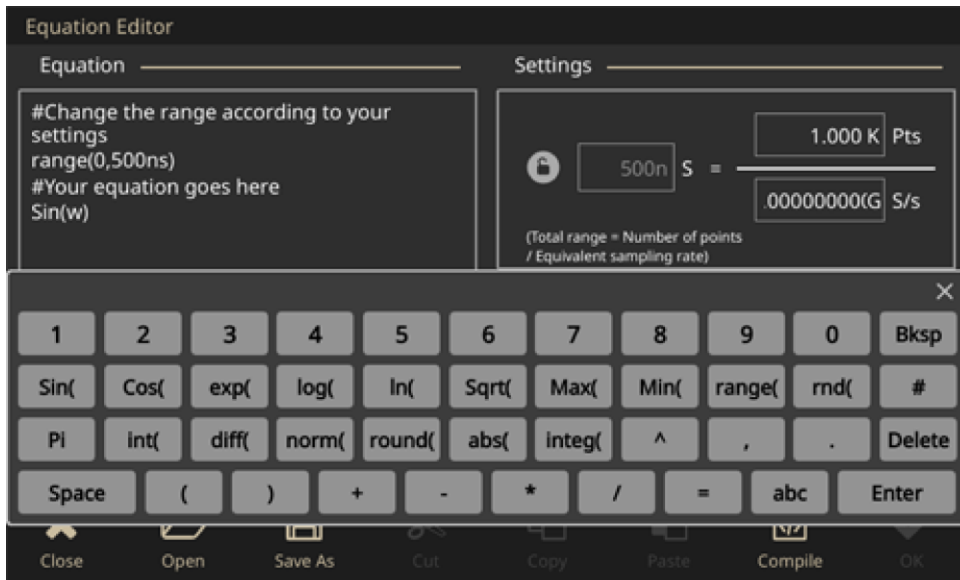 Equation Editor
Equation
Settings
#Change the range according to your
settings
range(0,500ns)
#Your equation goes here
Sin(w)
500n S = 1.000 K Pts
.00000000(G S/s
(Total range = Number of points
/ Equivalent sampling rate)
1 2 3 4 5 6 7 8 9 0 Bksp
Sin( Cos( exp( log( ln( Sqrt( Max( Min( range( rnd( #
Pi int( diff( norm( round( abs( integ( ^ , . Delete
Space ( ) + - * / = abc Enter
Close Open Save As Cut Copy Paste Compile OK